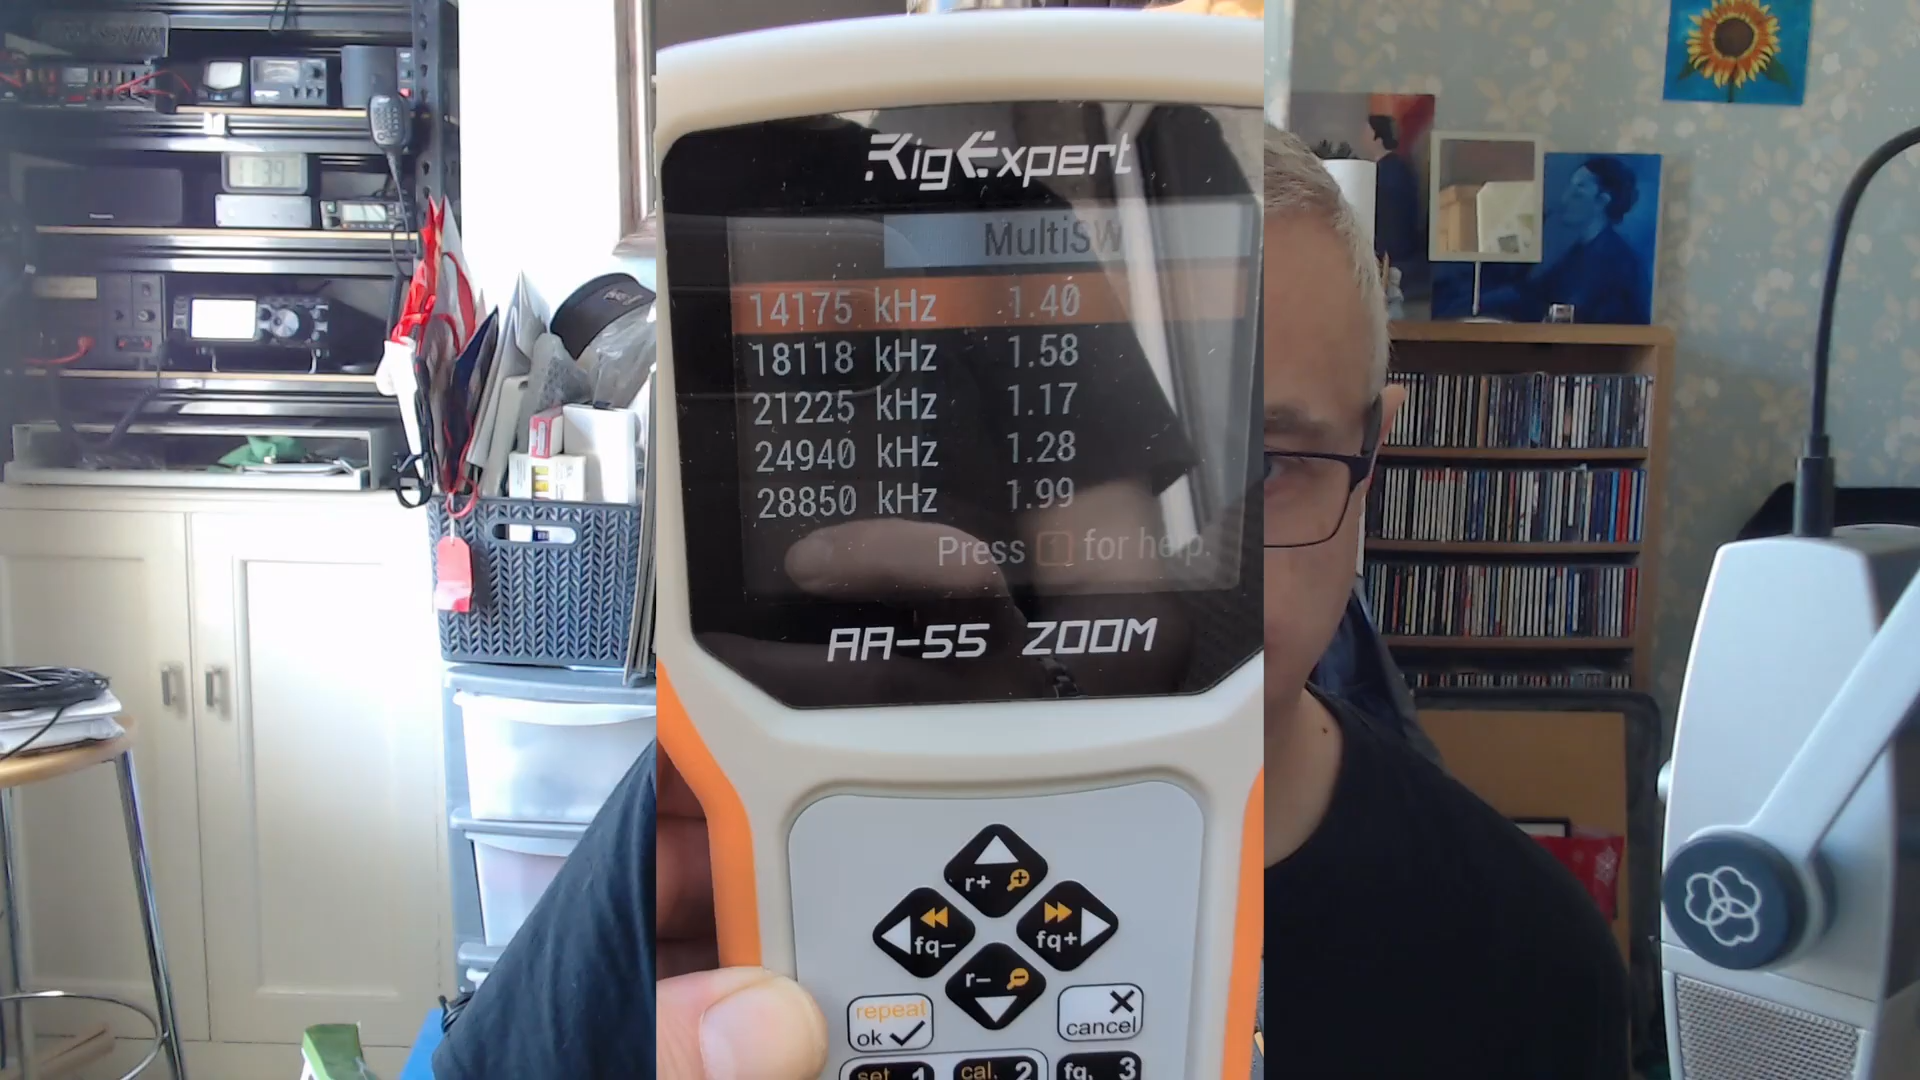 RigExpert
MultiSW
14175 kHz 1.40
18118 kHz 1.58
21225 kHz 1.17
24940 kHz 1.28
28850 kHz 1.99
Press 1 for help.
AA-55 ZOOM
r+
fq-
fq+
r-
repeat
ok
cancel
set 1
cal. 2
fq, 3